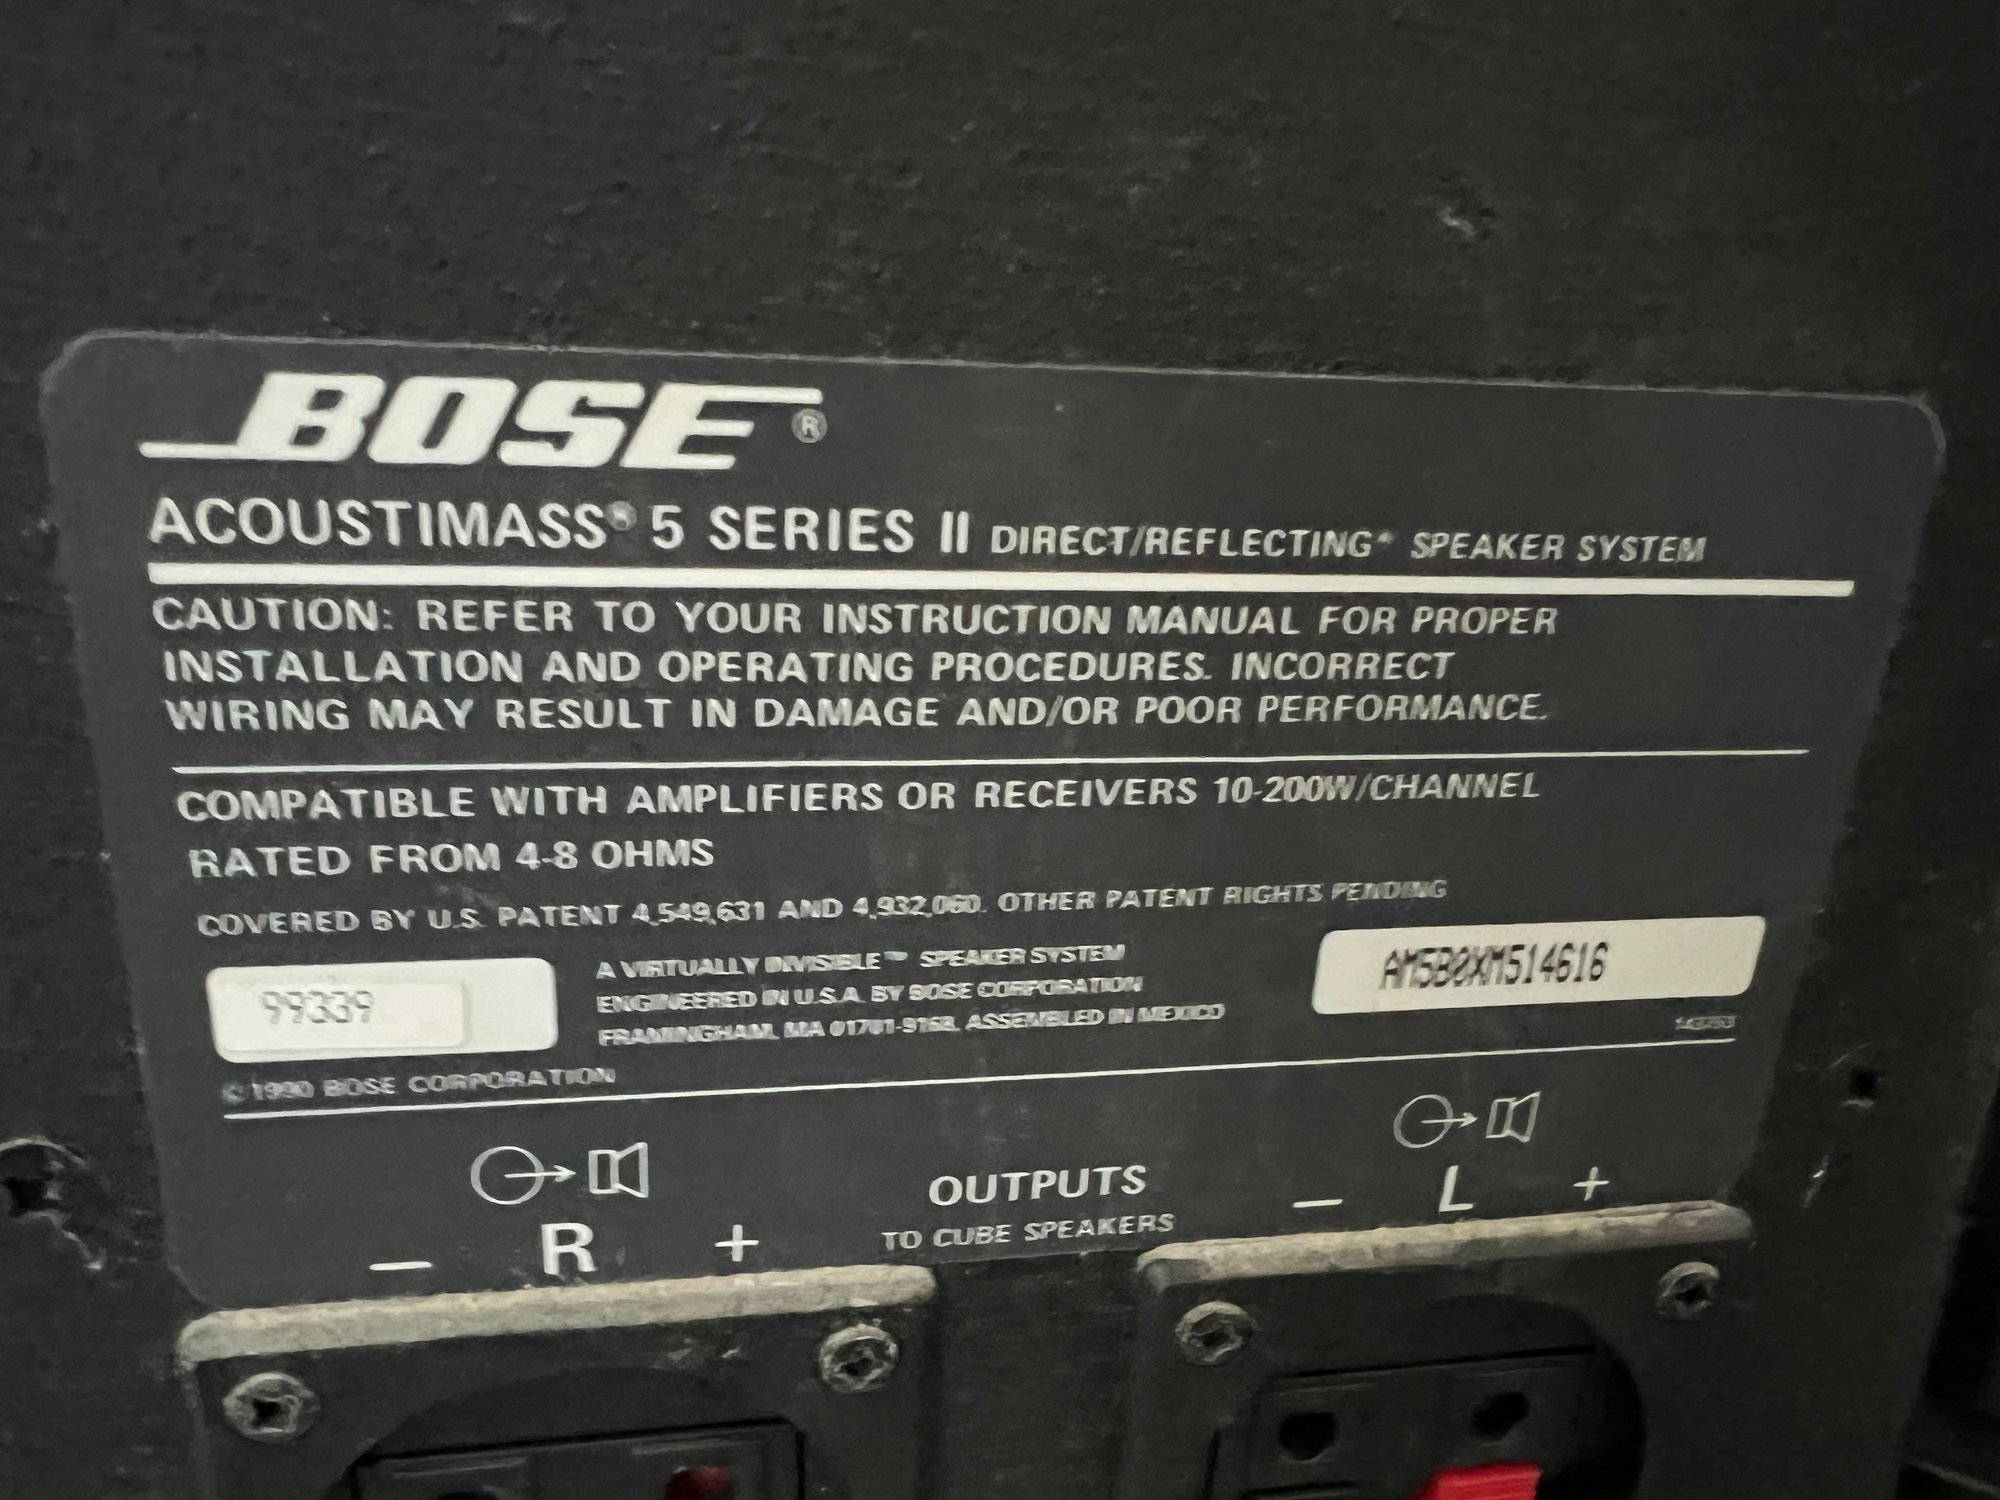 BOSE®
ACOUSTIMASS® 5 SERIES II DIRECT/REFLECTING® SPEAKER SYSTEM
CAUTION: REFER TO YOUR INSTRUCTION MANUAL FOR PROPER
INSTALLATION AND OPERATING PROCEDURES. INCORRECT
WIRING MAY RESULT IN DAMAGE AND/OR POOR PERFORMANCE.
COMPATIBLE WITH AMPLIFIERS OR RECEIVERS 10-200W/CHANNEL
RATED FROM 4-8 OHMS
COVERED BY U.S. PATENT 4,549,631 AND 4,932,060. OTHER PATENT RIGHTS PENDING
99339
A VIRTUALLY INVISIBLE™ SPEAKER SYSTEM
ENGINEERED IN U.S.A. BY BOSE CORPORATION
FRAMINGHAM, MA 01701-9168. ASSEMBLED IN MEXICO
AM5B0XM514616
© 1990 BOSE CORPORATION
OUTPUTS
TO CUBE SPEAKERS
− R +
− L +